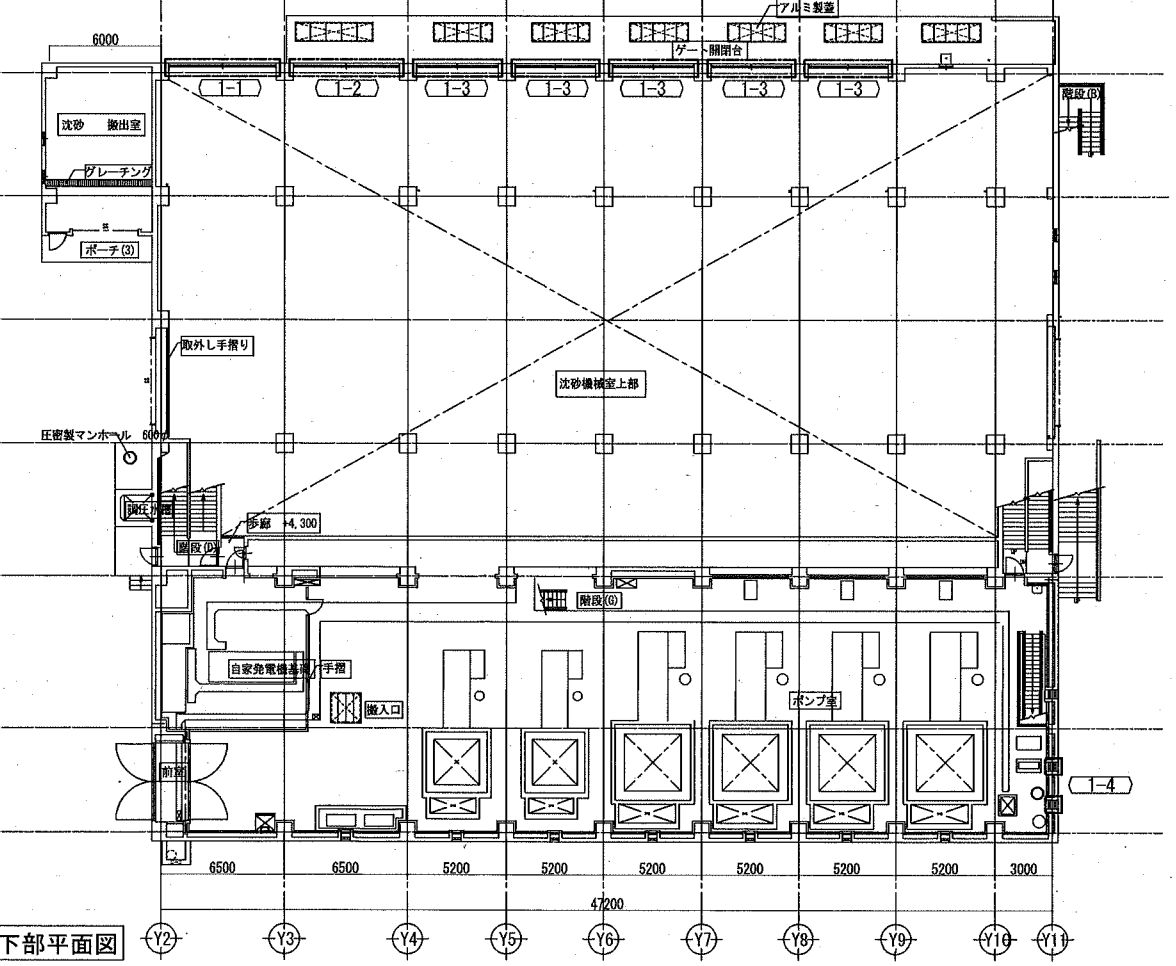 アルミ製蓋
6000
ゲート開閉台
1-1
1-2
1-3
1-3
1-3
1-3
1-3
階段(B)
沈砂 搬出室
グレーチング
ポーチ(3)
取外し手摺り
沈砂機械室上部
圧密製マンホール 600
調圧水槽
歩廊 +4,300
階段(D)
階段(G)
自家発電機基礎
手摺
搬入口
ポンプ室
前室
1-4
6500
6500
5200
5200
5200
5200
5200
5200
3000
47200
下部平面図
Y2
Y3
Y4
Y5
Y6
Y7
Y8
Y9
Y10
Y11